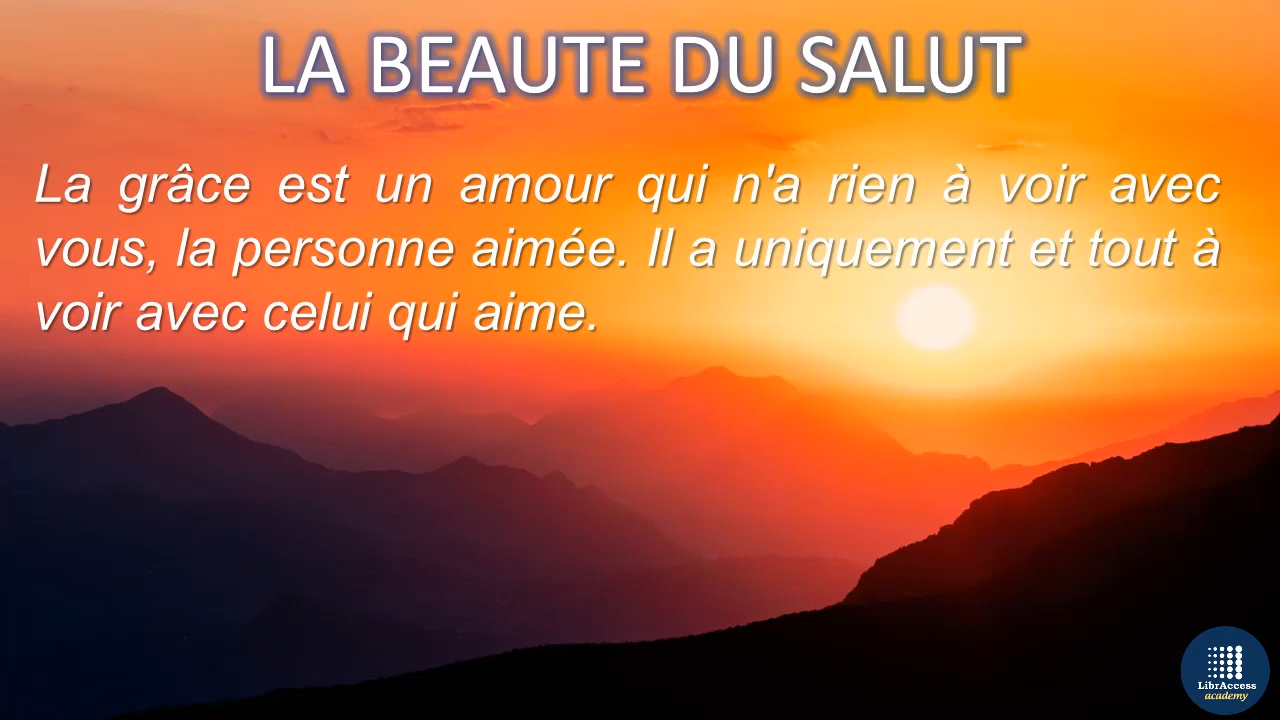 LA BEAUTE DU SALUT
La grâce est un amour qui n'a rien à voir avec
vous, la personne aimée. Il a uniquement et tout à
voir avec celui qui aime.
LibrAccess
academy